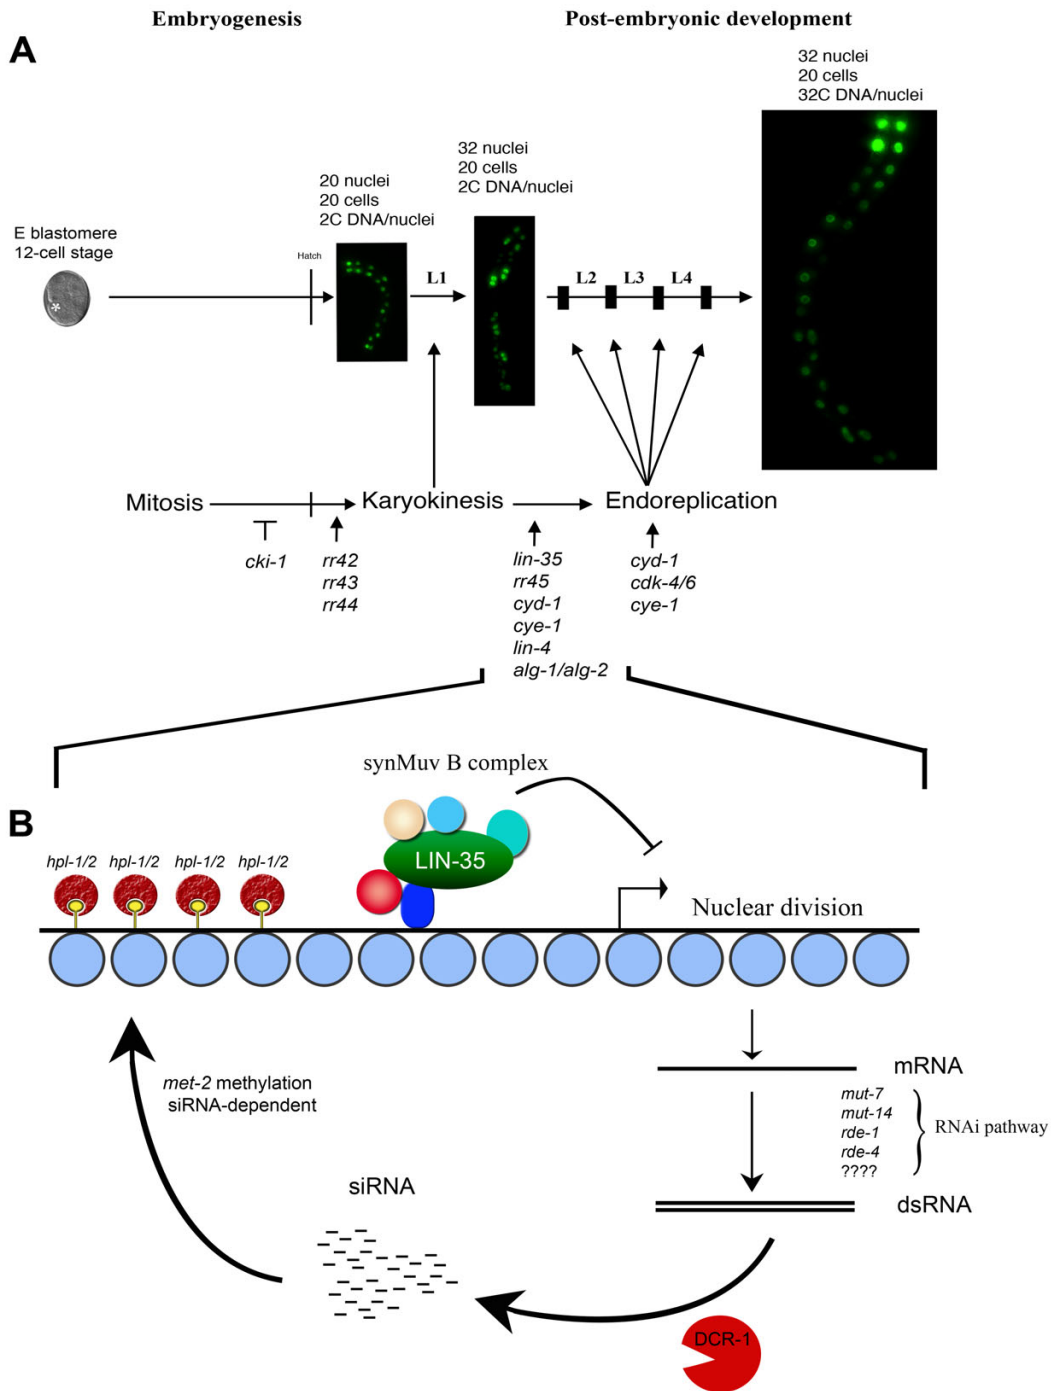 Embryogenesis
Post-embryonic development
A
32 nuclei
20 cells
32C DNA/nuclei
32 nuclei
20 cells
2C DNA/nuclei
20 nuclei
20 cells
2C DNA/nuclei
E blastomere
12-cell stage
Hatch
*
L1
L2
L3
L4
Mitosis
Karyokinesis
Endoreplication
cki-1
rr42
rr43
rr44
lin-35
rr45
cyd-1
cye-1
lin-4
alg-1/alg-2
cyd-1
cdk-4/6
cye-1
synMuv B complex
B
hpl-1/2
hpl-1/2
hpl-1/2
hpl-1/2
LIN-35
Nuclear division
mRNA
mut-7
mut-14
rde-1
rde-4
????
RNAi pathway
dsRNA
met-2 methylation
siRNA-dependent
siRNA
DCR-1